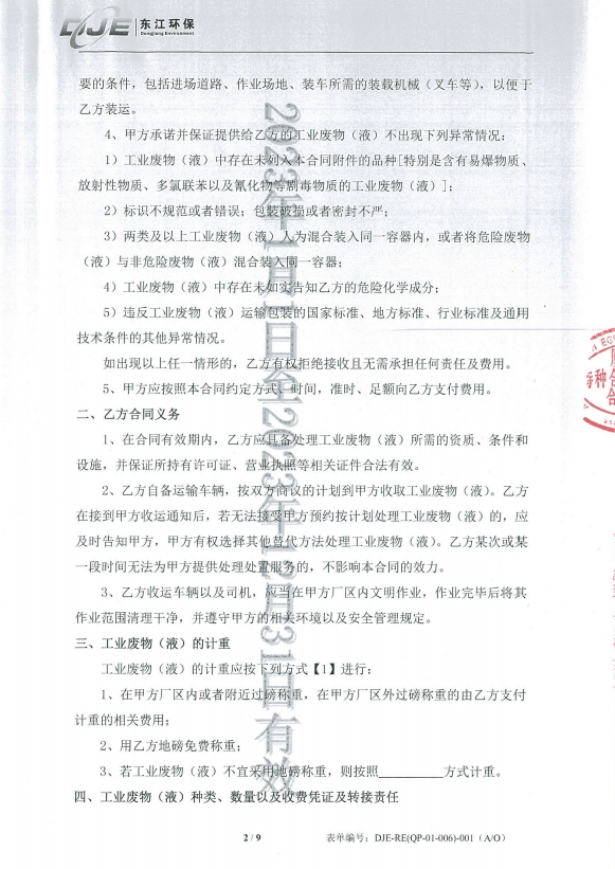 DJE 东江环保
Dongjiang Environment
要的条件，包括进场道路、作业场地、装车所需的装载机械（叉车等），以便于
乙方装运。
4、甲方承诺并保证提供给乙方的工业废物（液）不出现下列异常情况：
1）工业废物（液）中存在未列入本合同附件的品种[特别是含有易爆物质、
放射性物质、多氯联苯以及氰化物等剧毒物质的工业废物（液）]；
2）标识不规范或者错误；包装破损或者密封不严；
3）两类及以上工业废物（液）人为混合装入同一容器内，或者将危险废物
（液）与非危险废物（液）混合装入同一容器；
4）工业废物（液）中存在未如实告知乙方的危险化学成分；
5）违反工业废物（液）运输包装的国家标准、地方标准、行业标准及通用
技术条件的其他异常情况。
如出现以上任一情形的，乙方有权拒绝接收且无需承担任何责任及费用。
5、甲方应按照本合同约定方式、时间，准时、足额向乙方支付费用。
二、乙方合同义务
1、在合同有效期内，乙方应具备处理工业废物（液）所需的资质、条件和
设施，并保证所持有许可证、营业执照等相关证件合法有效。
2、乙方自备运输车辆，按双方商议的计划到甲方收取工业废物（液）。乙方
在接到甲方收运通知后，若无法接受甲方预约按计划处理工业废物（液）的，应
及时告知甲方，甲方有权选择其他替代方法处理工业废物（液）。乙方某次或某
一段时间无法为甲方提供处理处置服务的，不影响本合同的效力。
3、乙方收运车辆以及司机，应当在甲方厂区内文明作业，作业完毕后将其
作业范围清理干净，并遵守甲方的相关环境以及安全管理规定。
三、工业废物（液）的计重
工业废物（液）的计重应按下列方式【1】进行：
1、在甲方厂区内或者附近过磅称重，在甲方厂区外过磅称重的由乙方支付
计重的相关费用；
2、用乙方地磅免费称重；
3、若工业废物（液）不宜采用地磅称重，则按照________方式计重。
四、工业废物（液）种类、数量以及收费凭证及转接责任
2023年1月1日至2023年12月31日有效
2 / 9
表单编号：DJE-RE(QP-01-006)-001（A/O）